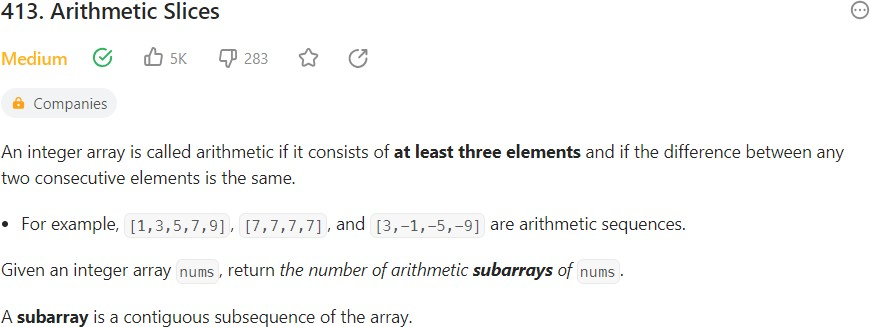 413. Arithmetic Slices
Medium 5K 283
Companies
An integer array is called arithmetic if it consists of at least three elements and if the difference between any
two consecutive elements is the same.
• For example, [1,3,5,7,9], [7,7,7,7], and [3,-1,-5,-9] are arithmetic sequences.
Given an integer array nums, return the number of arithmetic subarrays of nums.
A subarray is a contiguous subsequence of the array.